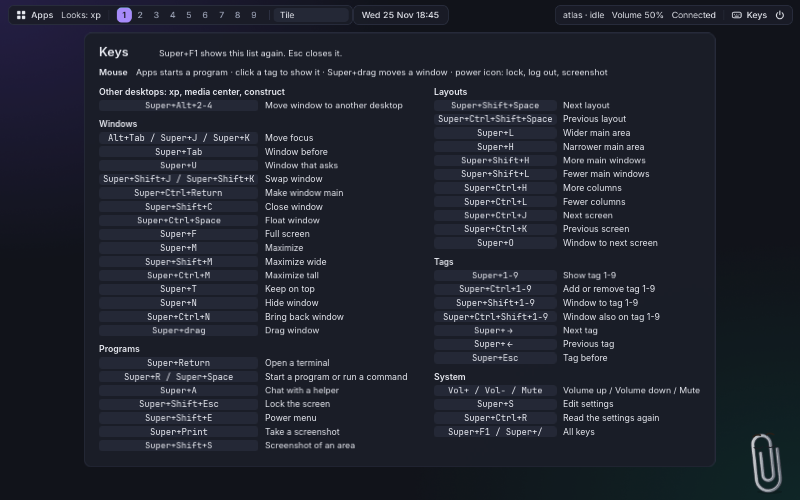 Apps Looks: xp 1 2 3 4 5 6 7 8 9 Tile Wed 25 Nov 18:45 atlas · idle Volume 50% Connected Keys
Keys Super+F1 shows this list again. Esc closes it.
Mouse Apps starts a program · click a tag to show it · Super+drag moves a window · power icon: lock, log out, screenshot
Other desktops: xp, media center, construct
Super+Alt+2-4 Move window to another desktop
Windows
Alt+Tab / Super+J / Super+K Move focus
Super+Tab Window before
Super+U Window that asks
Super+Shift+J / Super+Shift+K Swap window
Super+Ctrl+Return Make window main
Super+Shift+C Close window
Super+Ctrl+Space Float window
Super+F Full screen
Super+M Maximize
Super+Shift+M Maximize wide
Super+Ctrl+M Maximize tall
Super+T Keep on top
Super+N Hide window
Super+Ctrl+N Bring back window
Super+drag Drag window
Programs
Super+Return Open a terminal
Super+R / Super+Space Start a program or run a command
Super+A Chat with a helper
Super+Shift+Esc Lock the screen
Super+Shift+E Power menu
Super+Print Take a screenshot
Super+Shift+S Screenshot of an area
Layouts
Super+Shift+Space Next layout
Super+Ctrl+Shift+Space Previous layout
Super+L Wider main area
Super+H Narrower main area
Super+Shift+H More main windows
Super+Shift+L Fewer main windows
Super+Ctrl+H More columns
Super+Ctrl+L Fewer columns
Super+Ctrl+J Next screen
Super+Ctrl+K Previous screen
Super+O Window to next screen
Tags
Super+1-9 Show tag 1-9
Super+Ctrl+1-9 Add or remove tag 1-9
Super+Shift+1-9 Window to tag 1-9
Super+Ctrl+Shift+1-9 Window also on tag 1-9
Super+→ Next tag
Super+← Previous tag
Super+Esc Tag before
System
Vol+ / Vol- / Mute Volume up / Volume down / Mute
Super+S Edit settings
Super+Ctrl+R Read the settings again
Super+F1 / Super+/ All keys